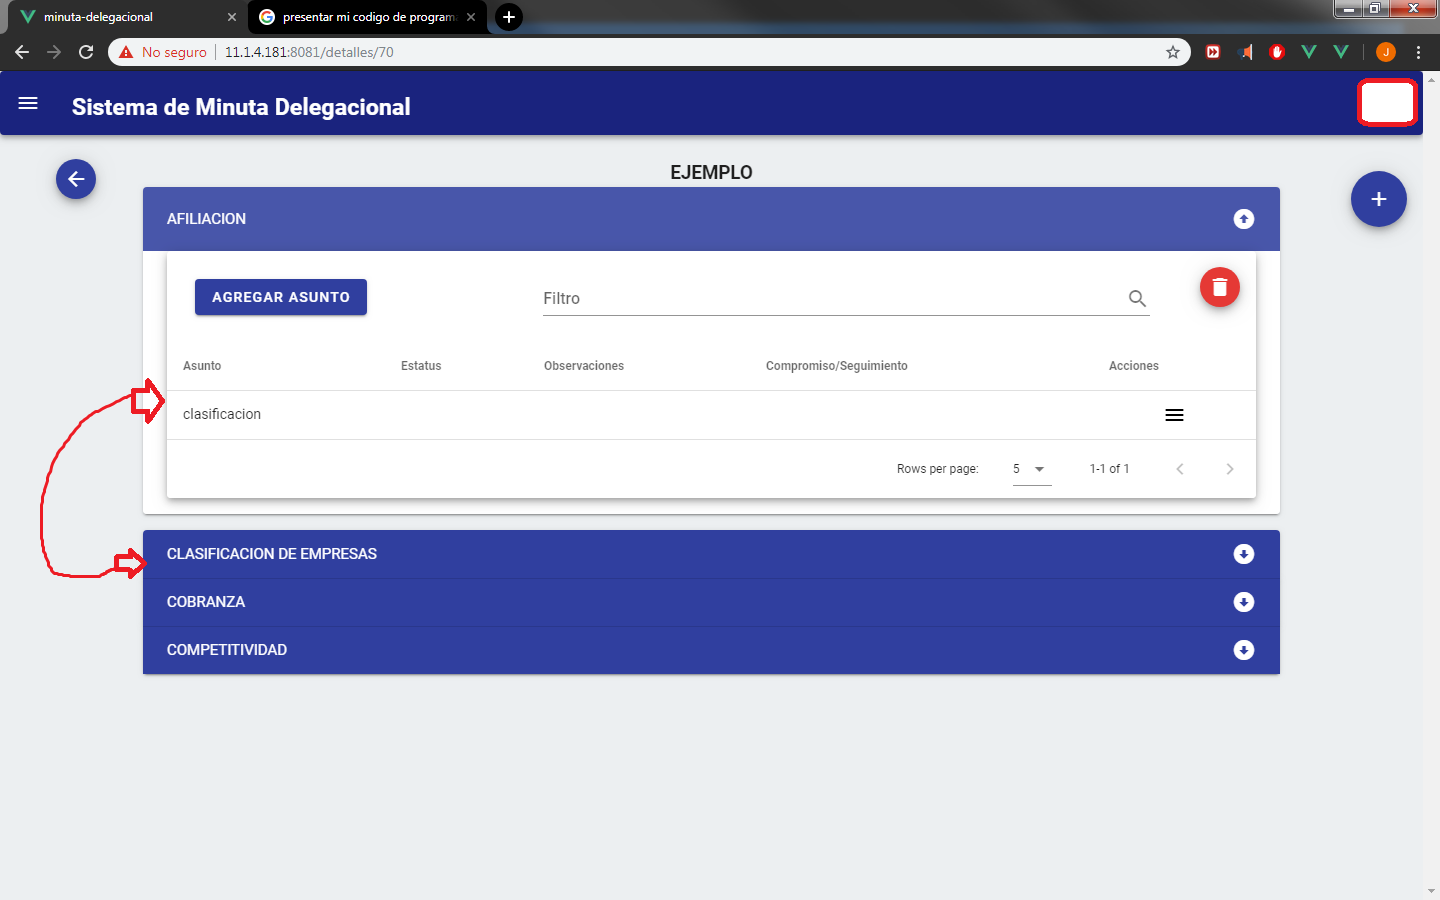 minuta-delegacional
presentar mi codigo de program
No seguro 11.1.4.181:8081/detalles/70
J
Sistema de Minuta Delegacional
EJEMPLO
AFILIACION
AGREGAR ASUNTO
Filtro
Asunto Estatus Observaciones Compromiso/Seguimiento Acciones
clasificacion
Rows per page: 5 1-1 of 1
CLASIFICACION DE EMPRESAS
COBRANZA
COMPETITIVIDAD